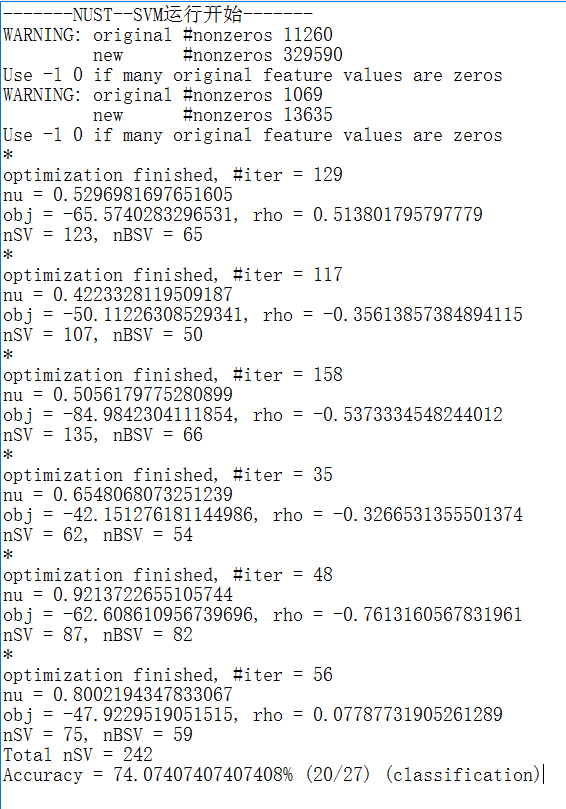 -------NUST--SVM运行开始-------
WARNING: original #nonzeros 11260
         new      #nonzeros 329590
Use -l 0 if many original feature values are zeros
WARNING: original #nonzeros 1069
         new      #nonzeros 13635
Use -l 0 if many original feature values are zeros
*
optimization finished, #iter = 129
nu = 0.5296981697651605
obj = -65.5740283296531, rho = 0.513801795797779
nSV = 123, nBSV = 65
*
optimization finished, #iter = 117
nu = 0.4223328119509187
obj = -50.11226308529341, rho = -0.35613857384894115
nSV = 107, nBSV = 50
*
optimization finished, #iter = 158
nu = 0.5056179775280899
obj = -84.9842304111854, rho = -0.5373334548244012
nSV = 135, nBSV = 66
*
optimization finished, #iter = 35
nu = 0.6548068073251239
obj = -42.151276181144986, rho = -0.3266531355501374
nSV = 62, nBSV = 54
*
optimization finished, #iter = 48
nu = 0.9213722655105744
obj = -62.608610956739696, rho = -0.7613160567831961
nSV = 87, nBSV = 82
*
optimization finished, #iter = 56
nu = 0.8002194347833067
obj = -47.9229519051515, rho = 0.07787731905261289
nSV = 75, nBSV = 59
Total nSV = 242
Accuracy = 74.07407407407408% (20/27) (classification)